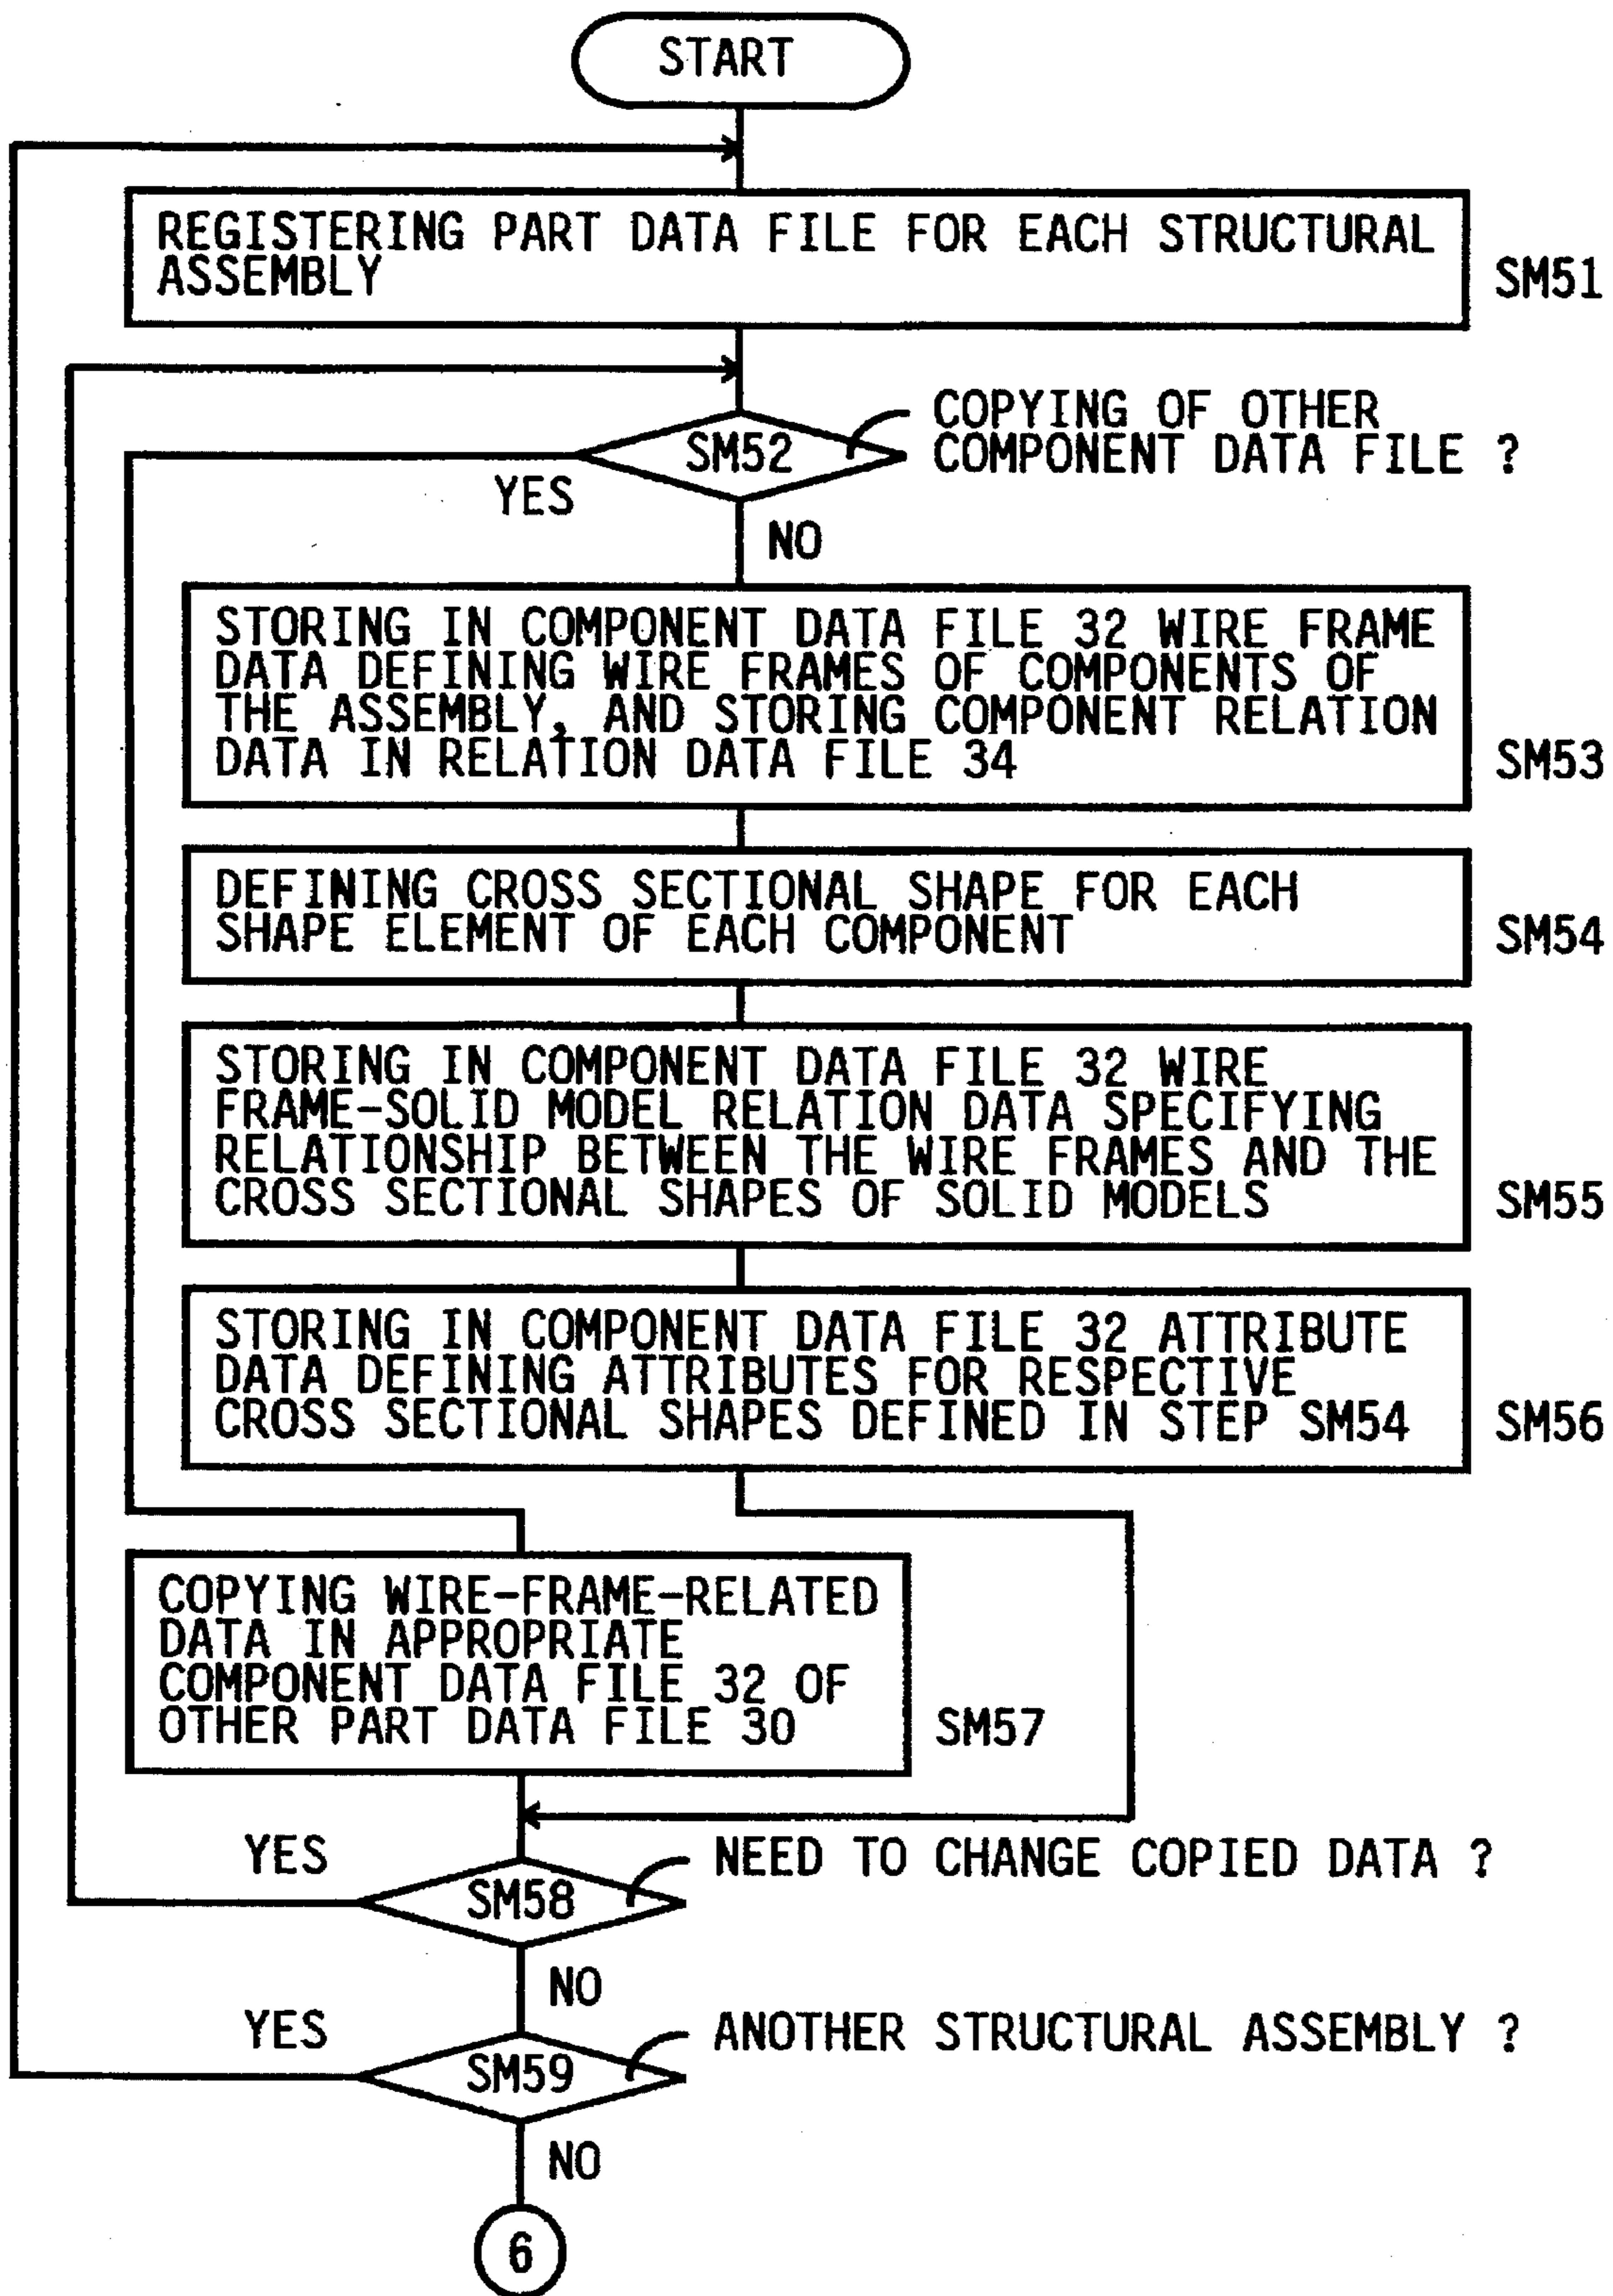 START
REGISTERING PART DATA FILE FOR EACH STRUCTURAL
ASSEMBLY
SM51
COPYING OF OTHER
COMPONENT DATA FILE ?
SM52
YES
NO
STORING IN COMPONENT DATA FILE 32 WIRE FRAME
DATA DEFINING WIRE FRAMES OF COMPONENTS OF
THE ASSEMBLY, AND STORING COMPONENT RELATION
DATA IN RELATION DATA FILE 34
SM53
DEFINING CROSS SECTIONAL SHAPE FOR EACH
SHAPE ELEMENT OF EACH COMPONENT
SM54
STORING IN COMPONENT DATA FILE 32 WIRE
FRAME-SOLID MODEL RELATION DATA SPECIFYING
RELATIONSHIP BETWEEN THE WIRE FRAMES AND THE
CROSS SECTIONAL SHAPES OF SOLID MODELS
SM55
STORING IN COMPONENT DATA FILE 32 ATTRIBUTE
DATA DEFINING ATTRIBUTES FOR RESPECTIVE
CROSS SECTIONAL SHAPES DEFINED IN STEP SM54
SM56
COPYING WIRE-FRAME-RELATED
DATA IN APPROPRIATE
COMPONENT DATA FILE 32 OF
OTHER PART DATA FILE 30
SM57
YES
NEED TO CHANGE COPIED DATA ?
SM58
NO
YES
ANOTHER STRUCTURAL ASSEMBLY ?
SM59
NO
6